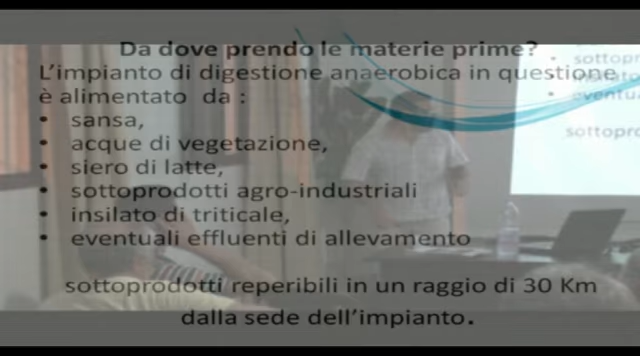 Da dove prendo le materie prime?
L'impianto di digestione anaerobica in questione
è alimentato da :
• sansa,
• acque di vegetazione,
• siero di latte,
• sottoprodotti agro-industriali
• insilato di triticale,
• eventuali effluenti di allevamento
sottoprodotti reperibili in un raggio di 30 Km
dalla sede dell'impianto.